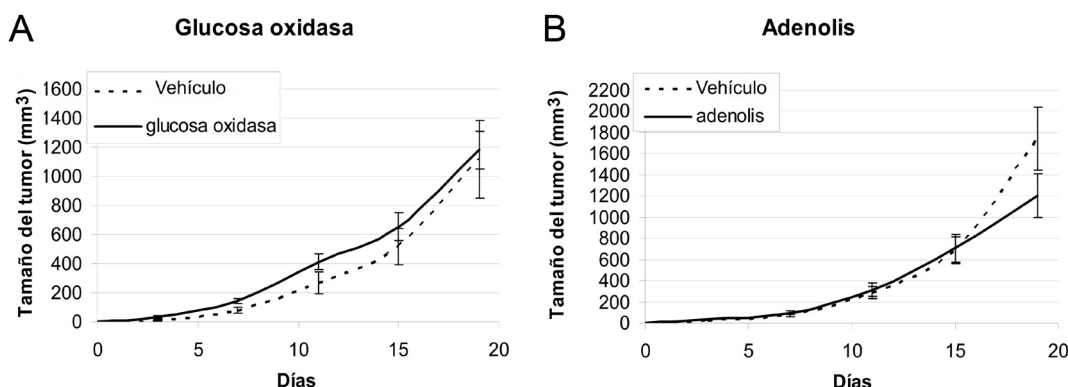 A
Glucosa oxidasa
Vehículo
glucosa oxidasa
Tamaño del tumor (mm3)
1600
1400
1200
1000
800
600
400
200
0
0 5 10 15 20
Días
B
Adenolis
Vehículo
adenolis
Tamaño del tumor (mm3)
2200
2000
1800
1600
1400
1200
1000
800
600
400
200
0
0 5 10 15 20
Días